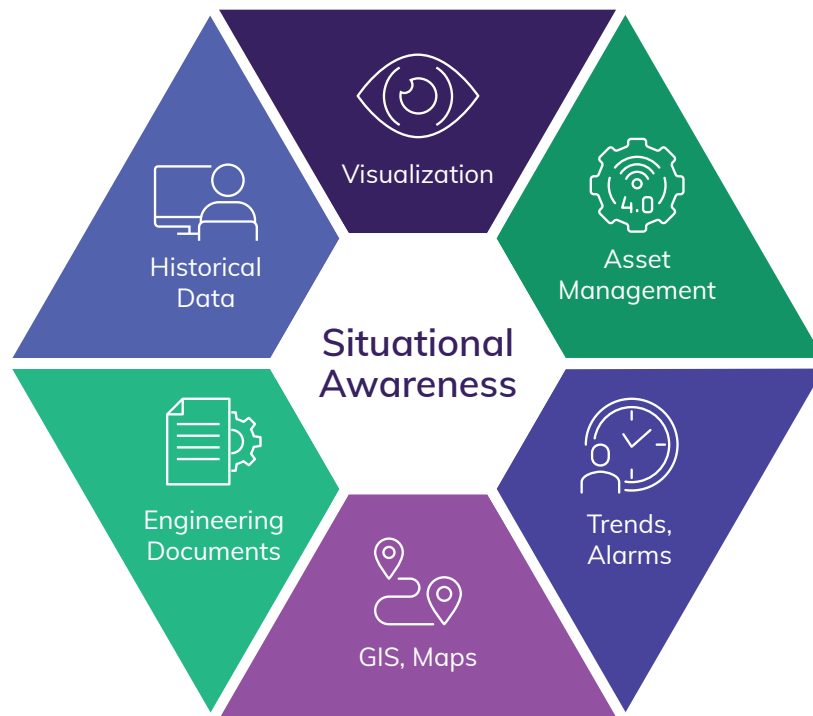 Visualization
Asset
Management
Trends,
Alarms
GIS, Maps
Engineering
Documents
Historical
Data
Situational
Awareness
4.0